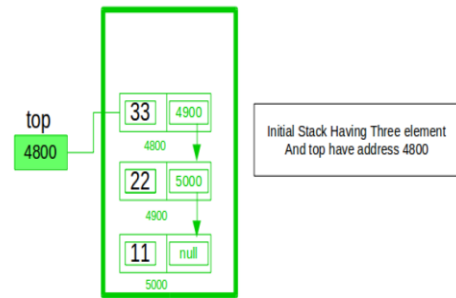 top
4800
33 4900
4800
22 5000
4900
11 null
5000
Initial Stack Having Three element
And top have address 4800